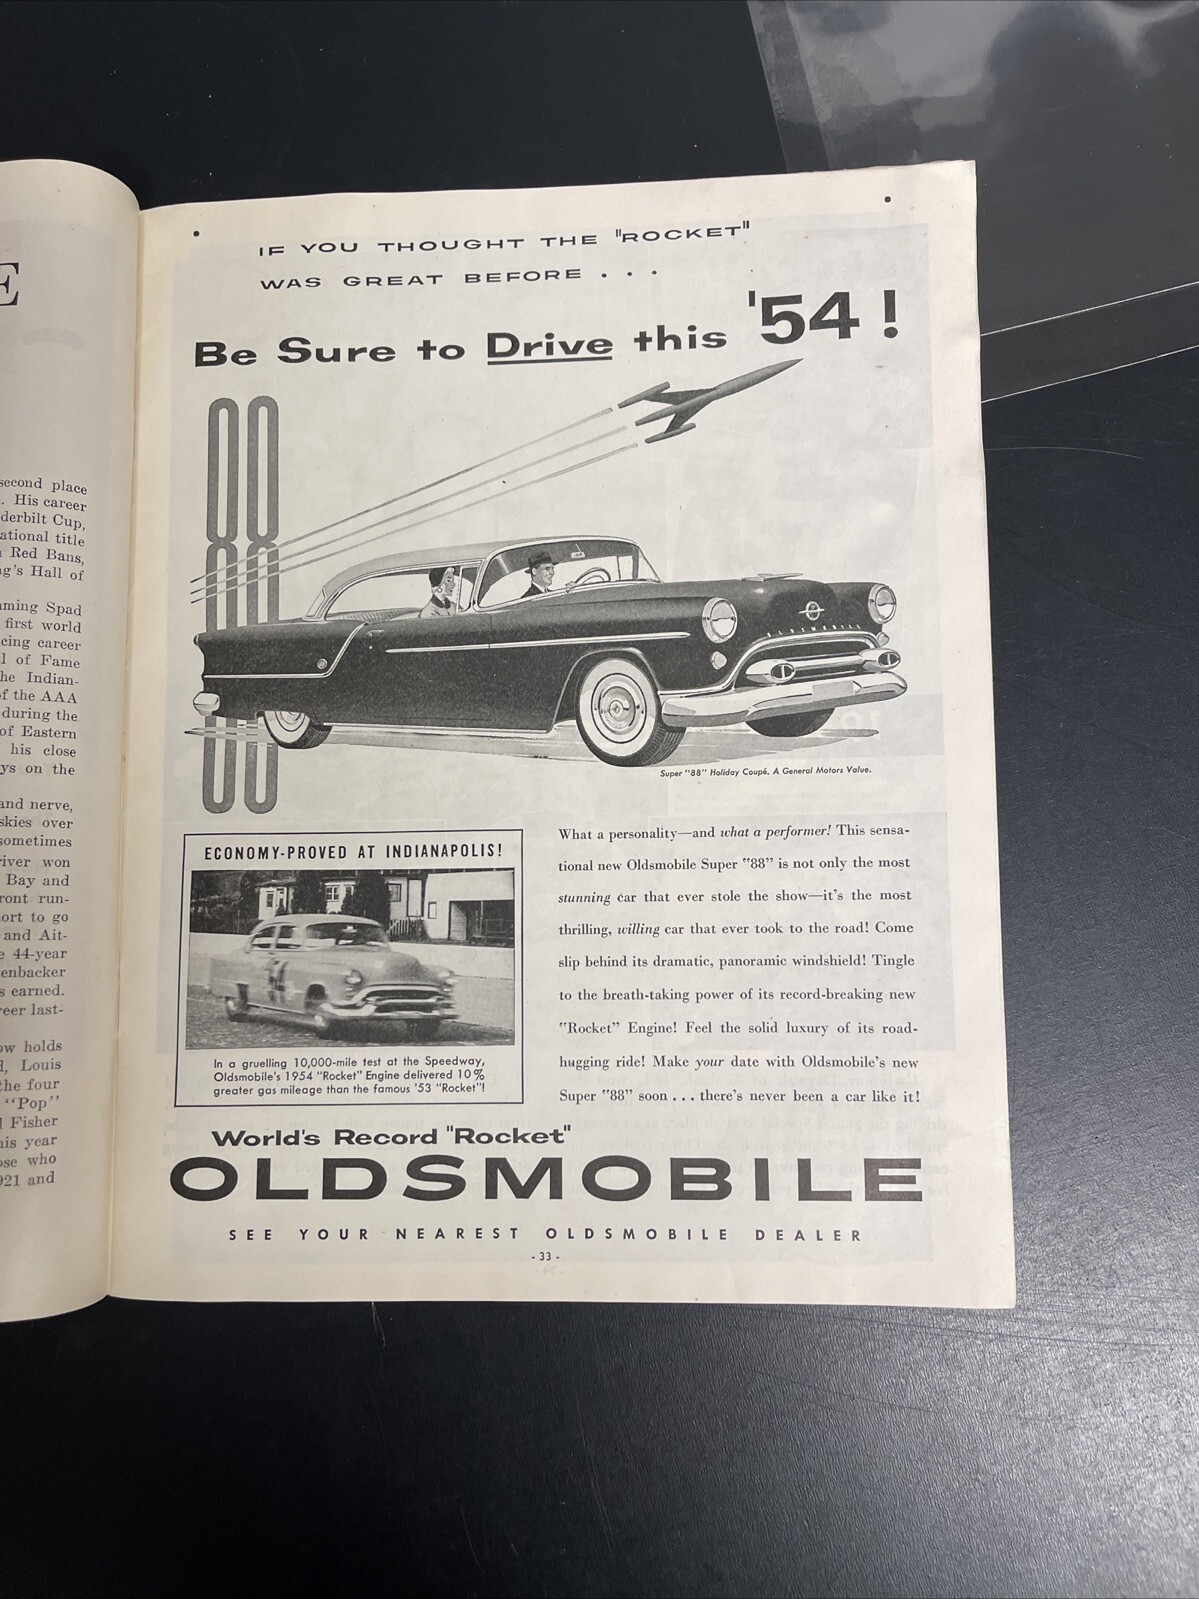 E
second place
. His career
derbilt Cup,
ational title
Red Bans,
g's Hall of
aming Spad
first world
cing career
l of Fame
he Indian-
of the AAA
during the
of Eastern
his close
ys on the
and nerve,
skies over
sometimes
river won
Bay and
ront run-
ort to go
and Ait-
e 44-year
enbacker
s earned.
eer last-
ow holds
, Louis
the four
"Pop"
Fisher
his year
ose who
921 and
IF YOU THOUGHT THE "ROCKET"
WAS GREAT BEFORE . . .
Be Sure to Drive this '54!
88
OLDSMOBILE
88
Super "88" Holiday Coupé. A General Motors Value.
ECONOMY-PROVED AT INDIANAPOLIS!
In a gruelling 10,000-mile test at the Speedway,
Oldsmobile's 1954 "Rocket" Engine delivered 10%
greater gas mileage than the famous '53 "Rocket"!
What a personality—and what a performer! This sensa-
tional new Oldsmobile Super "88" is not only the most
stunning car that ever stole the show—it's the most
thrilling, willing car that ever took to the road! Come
slip behind its dramatic, panoramic windshield! Tingle
to the breath-taking power of its record-breaking new
"Rocket" Engine! Feel the solid luxury of its road-
hugging ride! Make your date with Oldsmobile's new
Super "88" soon . . . there's never been a car like it!
World's Record "Rocket"
OLDSMOBILE
SEE YOUR NEAREST OLDSMOBILE DEALER
- 33 -